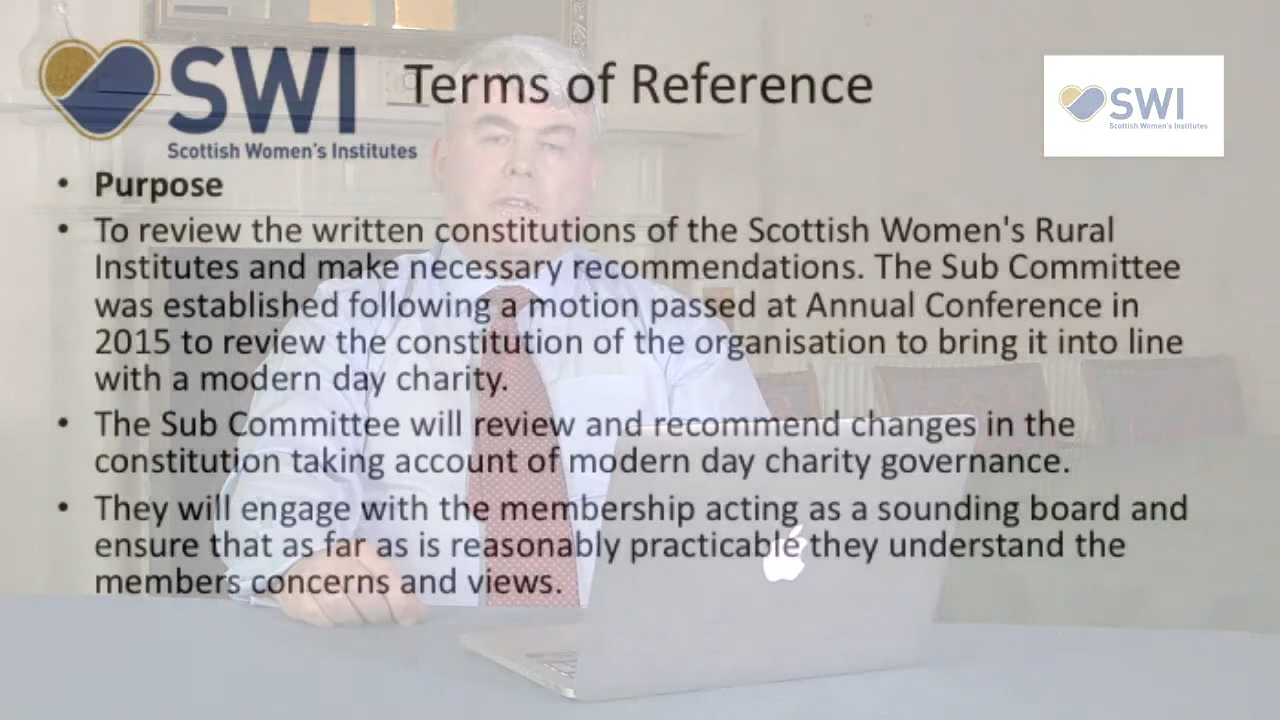 SWI
Scottish Women's Institutes
Terms of Reference
SWI
Scottish Women's Institutes
• Purpose
• To review the written constitutions of the Scottish Women's Rural
Institutes and make necessary recommendations. The Sub Committee
was established following a motion passed at Annual Conference in
2015 to review the constitution of the organisation to bring it into line
with a modern day charity.
• The Sub Committee will review and recommend changes in the
constitution taking account of modern day charity governance.
• They will engage with the membership acting as a sounding board and
ensure that as far as is reasonably practicable they understand the
members concerns and views.